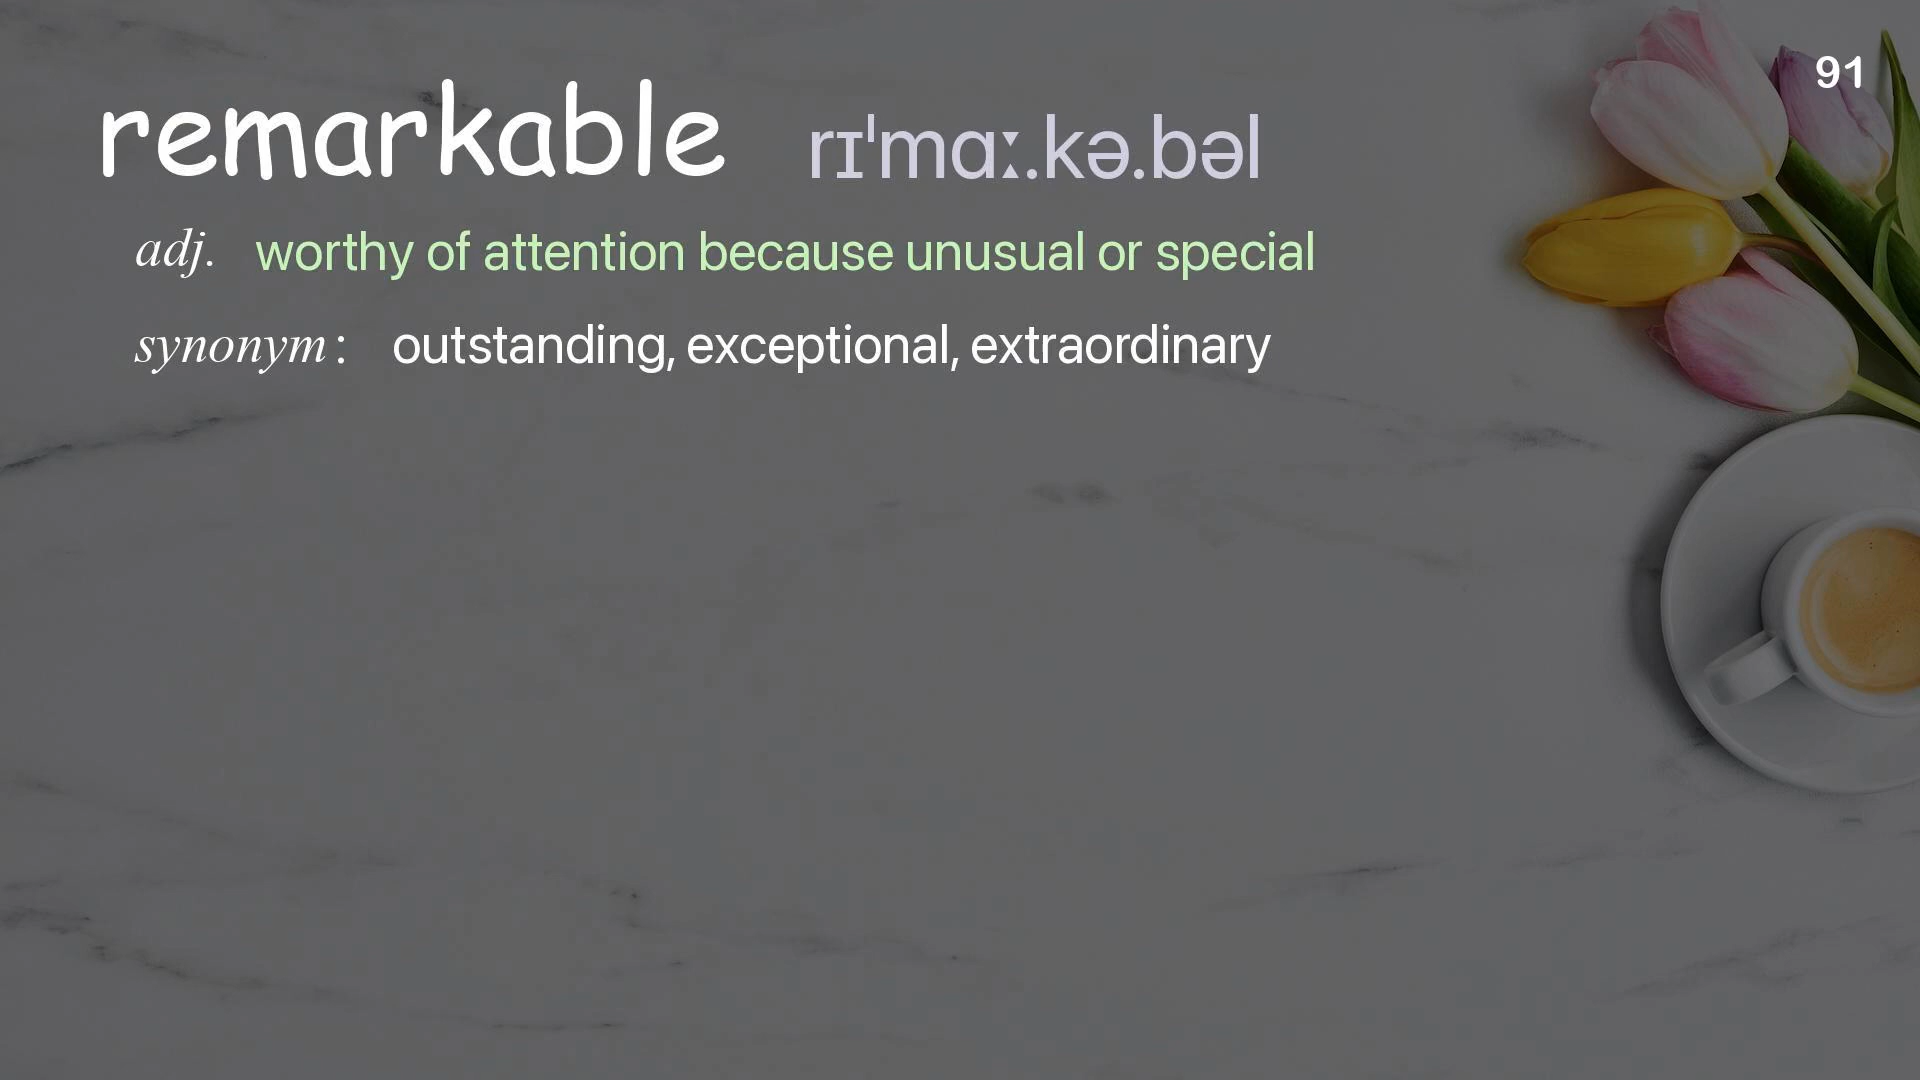 91
remarkable rɪˈmɑː.kə.bəl
adj. worthy of attention because unusual or special
synonym : outstanding, exceptional, extraordinary